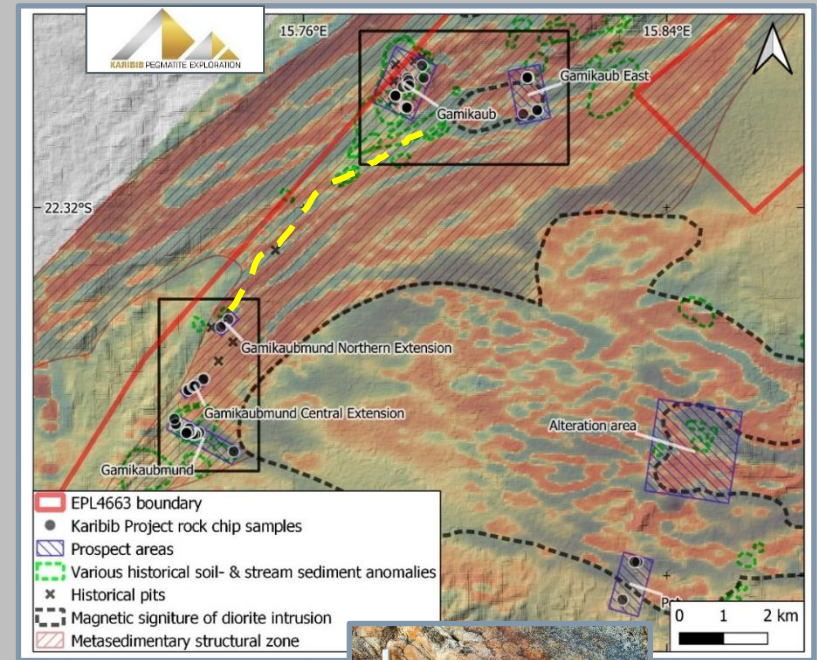 KARIBIB PEGMATITE EXPLORATION
15.76°E
15.84°E
Gamikaub East
Gamikaub
22.32°S
Gamikaubmund Northern Extension
Gamikaubmund Central Extension
Alteration area
Gamikaubmund
EPL4663 boundary
Karibib Project rock chip samples
Prospect areas
Various historical soil- & stream sediment anomalies
Historical pits
Magnetic signiture of diorite intrusion
Metasedimentary structural zone
0 1 2 km